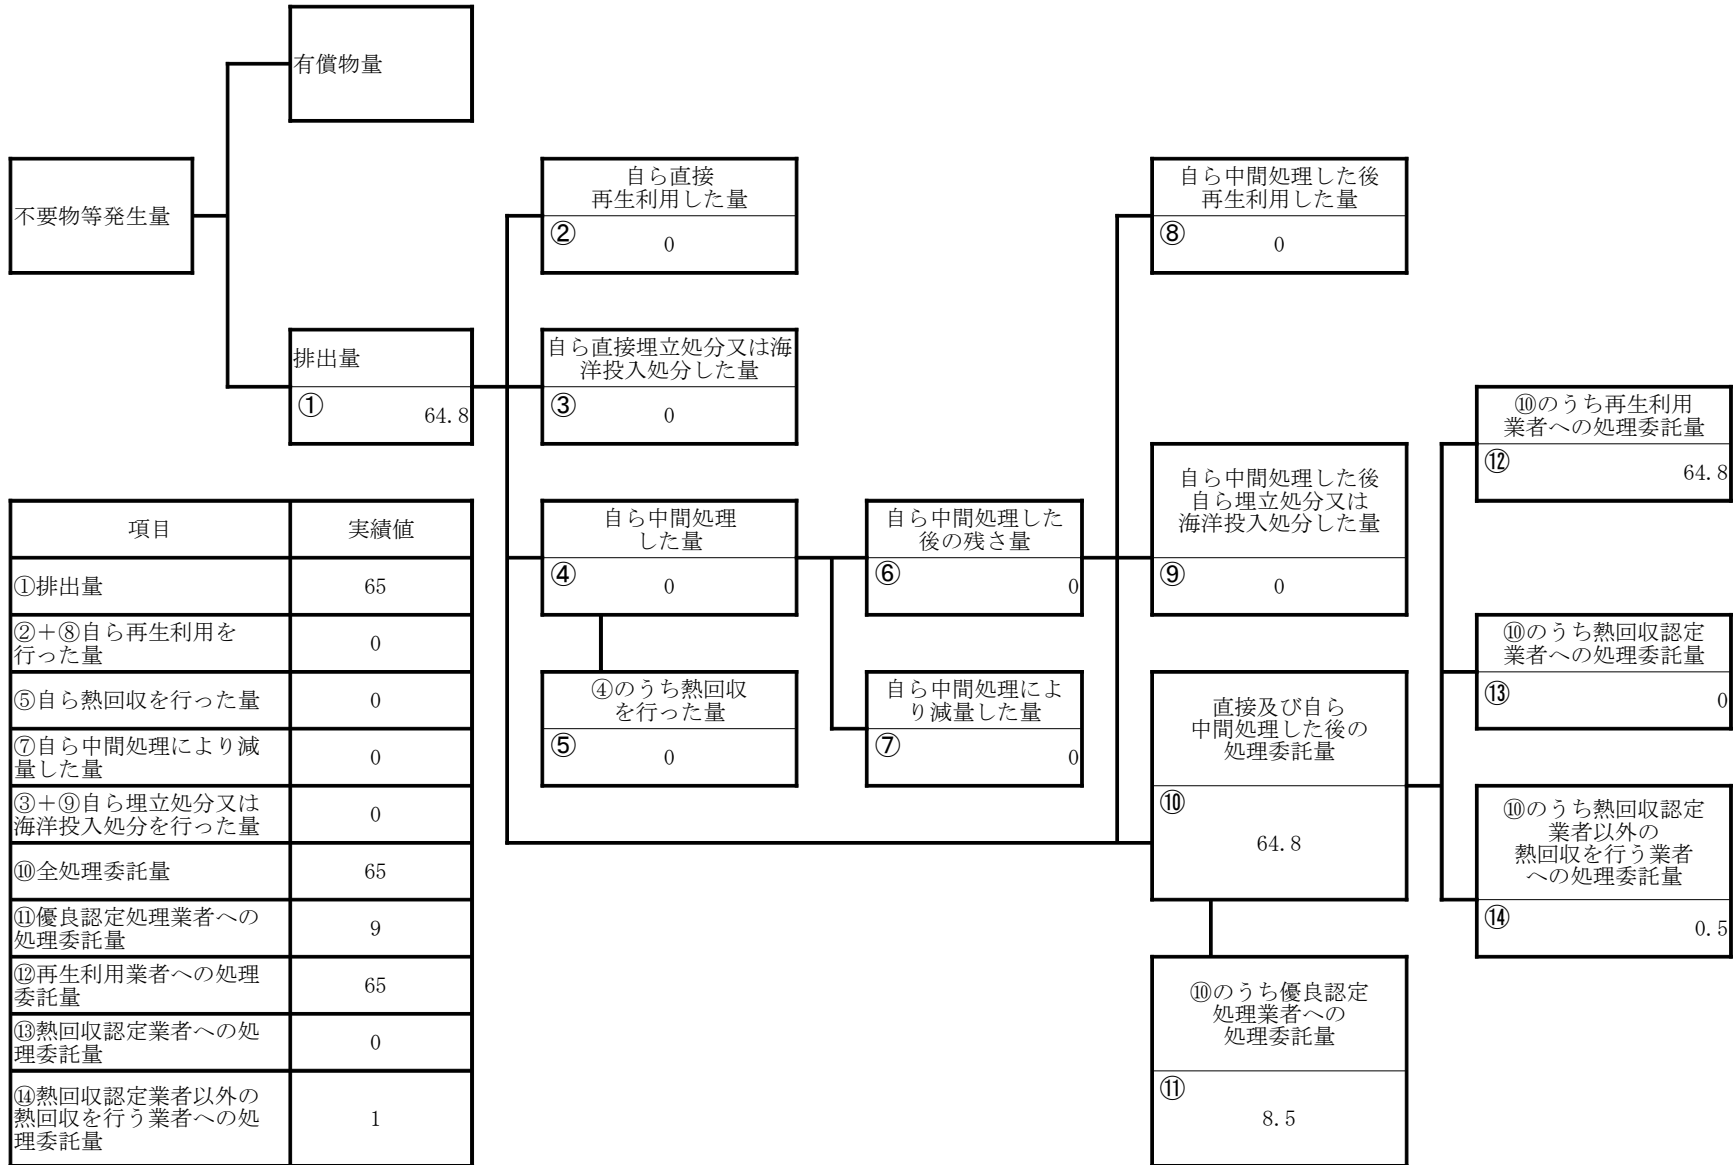 有償物量
不要物等発生量
排出量
①
64.8
自ら直接
再生利用した量
②
0
自ら直接埋立処分又は海
洋投入処分した量
③
0
自ら中間処理
した量
④
0
④のうち熱回収
を行った量
⑤
0
自ら中間処理した
後の残さ量
⑥
0
自ら中間処理によ
り減量した量
⑦
0
自ら中間処理した後
再生利用した量
⑧
0
自ら中間処理した後
自ら埋立処分又は
海洋投入処分した量
⑨
0
直接及び自ら
中間処理した後の
処理委託量
⑩
64.8
⑩のうち優良認定
処理業者への
処理委託量
⑪
8.5
⑩のうち再生利用
業者への処理委託量
⑫
64.8
⑩のうち熱回収認定
業者への処理委託量
⑬
0
⑩のうち熱回収認定
業者以外の
熱回収を行う業者
への処理委託量
⑭
0.5
項目 実績値
①排出量 65
②+⑧自ら再生利用を
行った量 0
⑤自ら熱回収を行った量 0
⑦自ら中間処理により減
量した量 0
③+⑨自ら埋立処分又は
海洋投入処分を行った量 0
⑩全処理委託量 65
⑪優良認定処理業者への
処理委託量 9
⑫再生利用業者への処理
委託量 65
⑬熱回収認定業者への処
理委託量 0
⑭熱回収認定業者以外の
熱回収を行う業者への処
理委託量 1